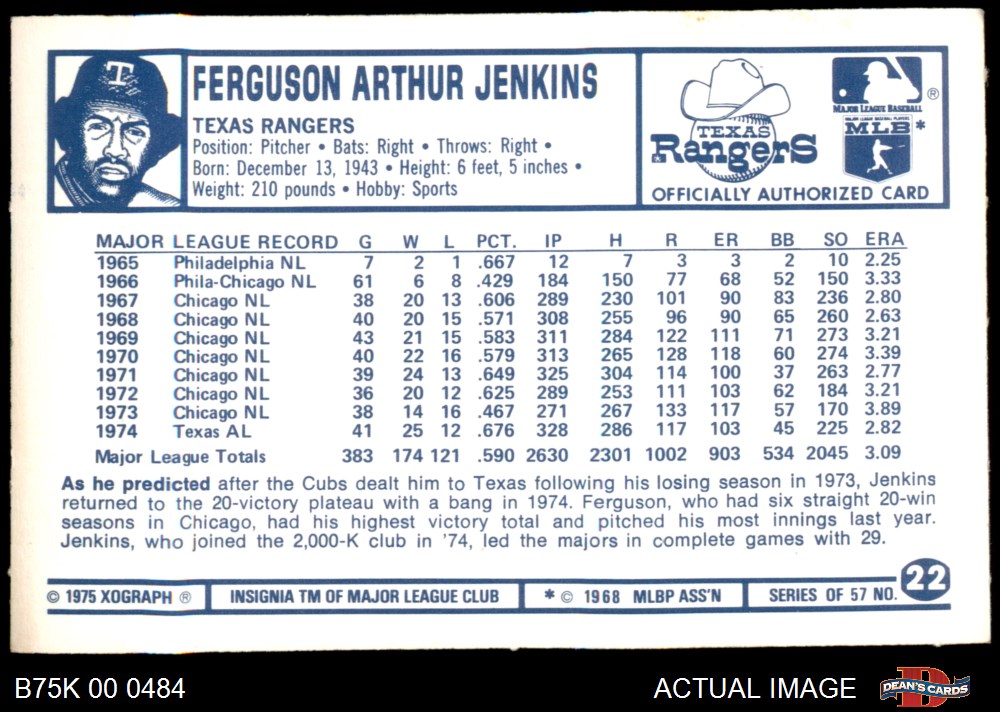 T
FERGUSON ARTHUR JENKINS
TEXAS RANGERS
Position: Pitcher • Bats: Right • Throws: Right •
Born: December 13, 1943 • Height: 6 feet, 5 inches •
Weight: 210 pounds • Hobby: Sports
TEXAS
RangerS
MAJOR LEAGUE BASEBALL ®
MAJOR LEAGUE BASEBALL PLAYERS
MLB *
OFFICIALLY AUTHORIZED CARD
MAJOR LEAGUE RECORD G W L PCT. IP H R ER BB SO ERA
1965 Philadelphia NL 7 2 1 .667 12 7 3 3 2 10 2.25
1966 Phila-Chicago NL 61 6 8 .429 184 150 77 68 52 150 3.33
1967 Chicago NL 38 20 13 .606 289 230 101 90 83 236 2.80
1968 Chicago NL 40 20 15 .571 308 255 96 90 65 260 2.63
1969 Chicago NL 43 21 15 .583 311 284 122 111 71 273 3.21
1970 Chicago NL 40 22 16 .579 313 265 128 118 60 274 3.39
1971 Chicago NL 39 24 13 .649 325 304 114 100 37 263 2.77
1972 Chicago NL 36 20 12 .625 289 253 111 103 62 184 3.21
1973 Chicago NL 38 14 16 .467 271 267 133 117 57 170 3.89
1974 Texas AL 41 25 12 .676 328 286 117 103 45 225 2.82
Major League Totals 383 174 121 .590 2630 2301 1002 903 534 2045 3.09
As he predicted after the Cubs dealt him to Texas following his losing season in 1973, Jenkins
returned to the 20-victory plateau with a bang in 1974. Ferguson, who had six straight 20-win
seasons in Chicago, had his highest victory total and pitched his most innings last year.
Jenkins, who joined the 2,000-K club in '74, led the majors in complete games with 29.
© 1975 XOGRAPH ® INSIGNIA TM OF MAJOR LEAGUE CLUB * © 1968 MLBP ASS'N SERIES OF 57 NO. 22
B75K 00 0484 ACTUAL IMAGE D DEAN'S CARDS